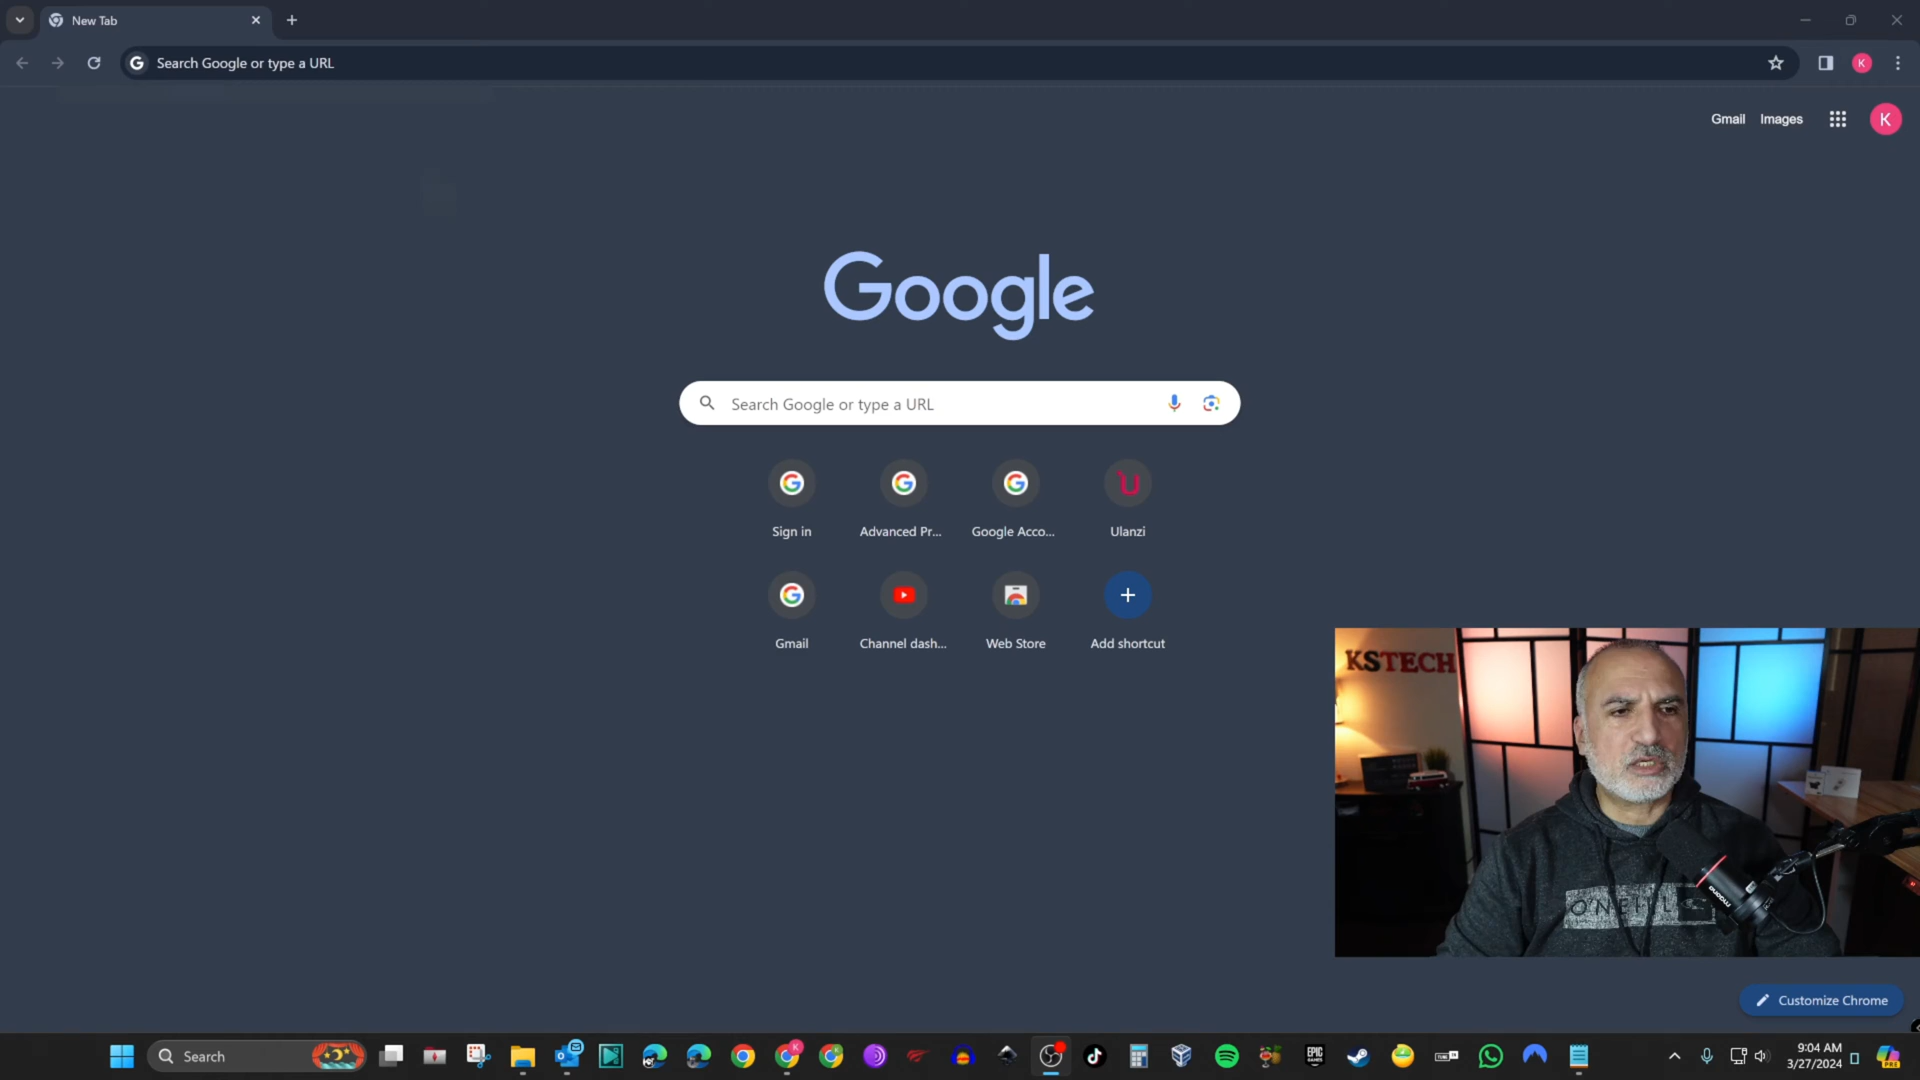 New Tab
Search Google or type a URL
Gmail Images
K
Google
Search Google or type a URL
Sign in
Advanced Pr...
Google Acco...
Ulanzi
Gmail
Channel dash...
Web Store
Add shortcut
KSTECH
O'NEILL
maono
Customize Chrome
Search
9:04 AM
3/27/2024